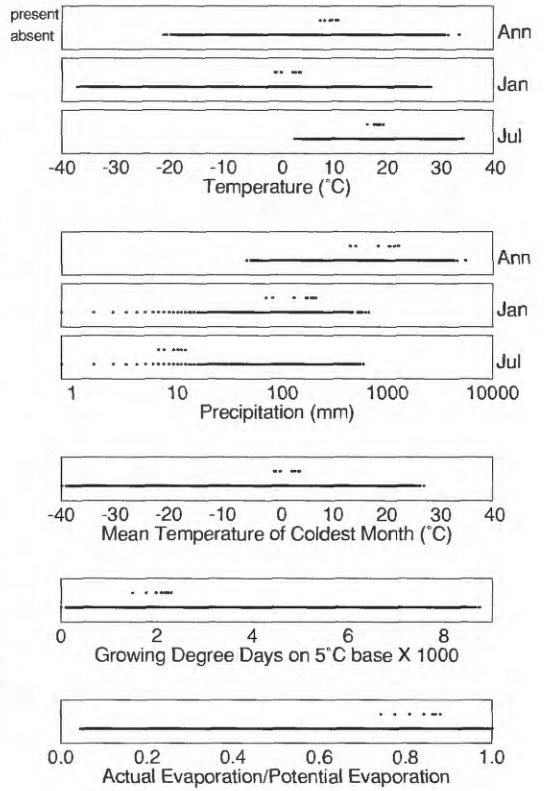 present
absent
Ann
Jan
Jul
-40 -30 -20 -10 0 10 20 30 40
Temperature (°C)
Ann
Jan
Jul
1 10 100 1000 10000
Precipitation (mm)
-40 -30 -20 -10 0 10 20 30 40
Mean Temperature of Coldest Month (°C)
0 2 4 6 8
Growing Degree Days on 5°C base X 1000
0.0 0.2 0.4 0.6 0.8 1.0
Actual Evaporation/Potential Evaporation